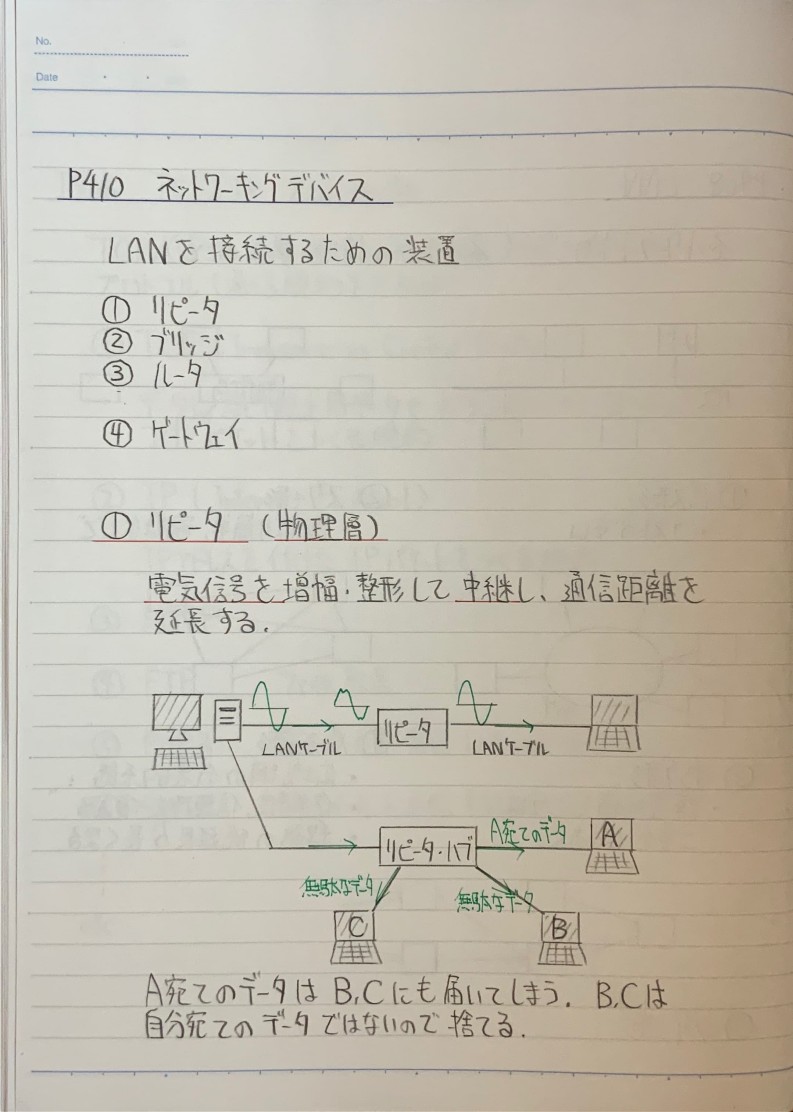 No.
Date
P410 ネットワーキングデバイス
LANを接続するための装置
① リピータ
② ブリッジ
③ ルータ
④ ゲートウェイ
① リピータ (物理層)
電気信号を増幅・整形して中継し、通信距離を
延長する.
リピータ
LANケーブル
LANケーブル
A宛てのデータ
A
リピータ・ハブ
無駄なデータ
無駄なデータ
C
B
A宛てのデータは B,Cにも届いてしまう. B,Cは
自分宛てのデータではないので捨てる.